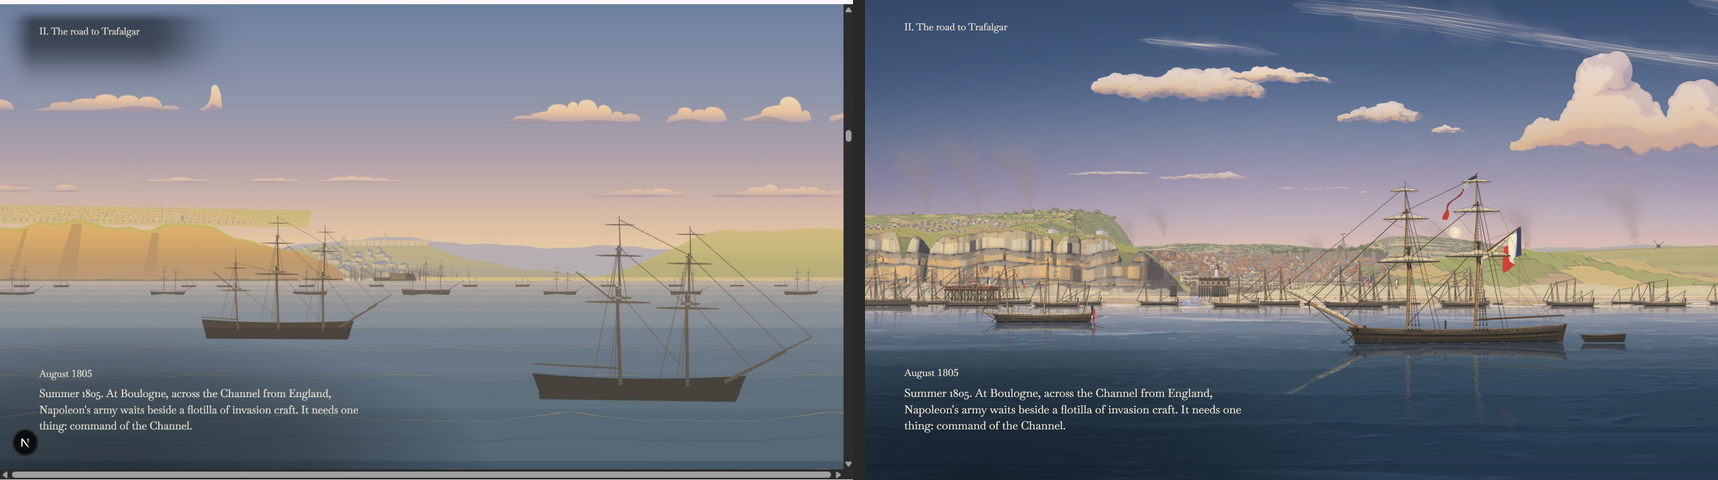 II. The road to Trafalgar
August 1805
Summer 1805. At Boulogne, across the Channel from England,
Napoleon's army waits beside a flotilla of invasion craft. It needs one
thing: command of the Channel.
N
II. The road to Trafalgar
August 1805
Summer 1805. At Boulogne, across the Channel from England,
Napoleon's army waits beside a flotilla of invasion craft. It needs one
thing: command of the Channel.